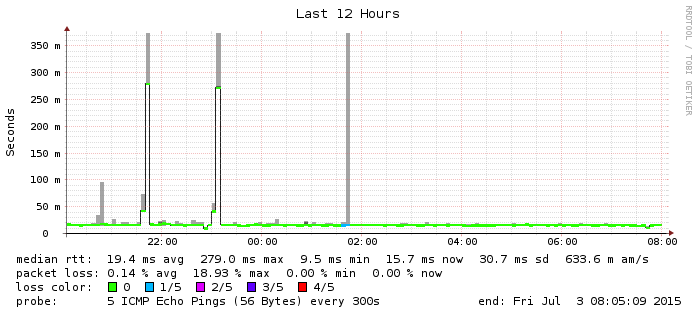 Last 12 Hours
RRDTOOL / TOBI OETIKER
Seconds
350 m
300 m
250 m
200 m
150 m
100 m
50 m
0
22:00 00:00 02:00 04:00 06:00 08:00
median rtt: 19.4 ms avg 279.0 ms max 9.5 ms min 15.7 ms now 30.7 ms sd 633.6 m am/s
packet loss: 0.14 % avg 18.93 % max 0.00 % min 0.00 % now
loss color: 0 1/5 2/5 3/5 4/5
probe: 5 ICMP Echo Pings (56 Bytes) every 300s end: Fri Jul 3 08:05:09 2015